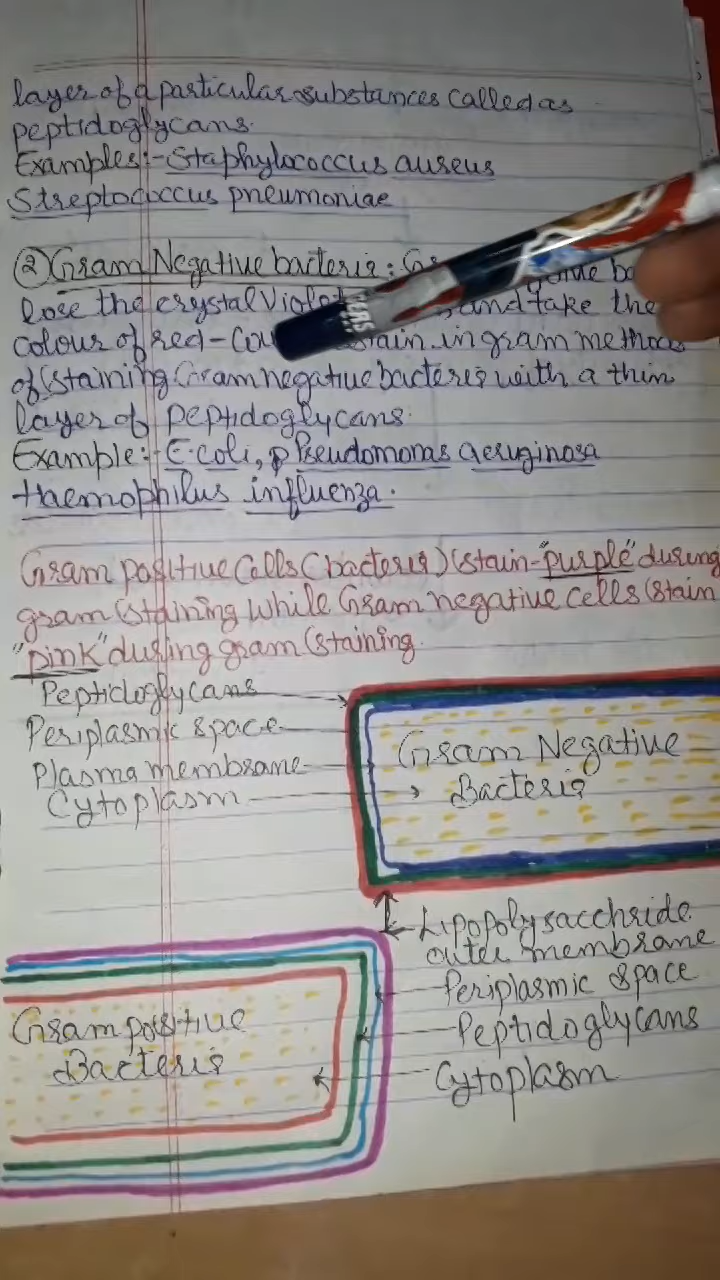 layer of a particular substances called as
peptidoglycans.
Examples:- Staphylococcus aureus
Streptococcus pneumoniae
② Gram Negative bacteria:
lose the crystal and take the
colour of red- stain in gram method
of staining Gram negative bacteria with a thin
layer of peptidoglycans.
Example:- E.coli, Pseudomonas aeruginosa
Haemophilus influenza.
Gram positive cells (bacteria) stain-"purple" during
gram staining while Gram negative cells stain
"pink" during gram staining.
Peptidoglycans
Periplasmic space
Plasma membrane
Cytoplasm
Gram Negative
Bacteria
Lipopolysacchride
outer membrane
Periplasmic space
Peptidoglycans
Cytoplasm
Gram positive
Bacteria